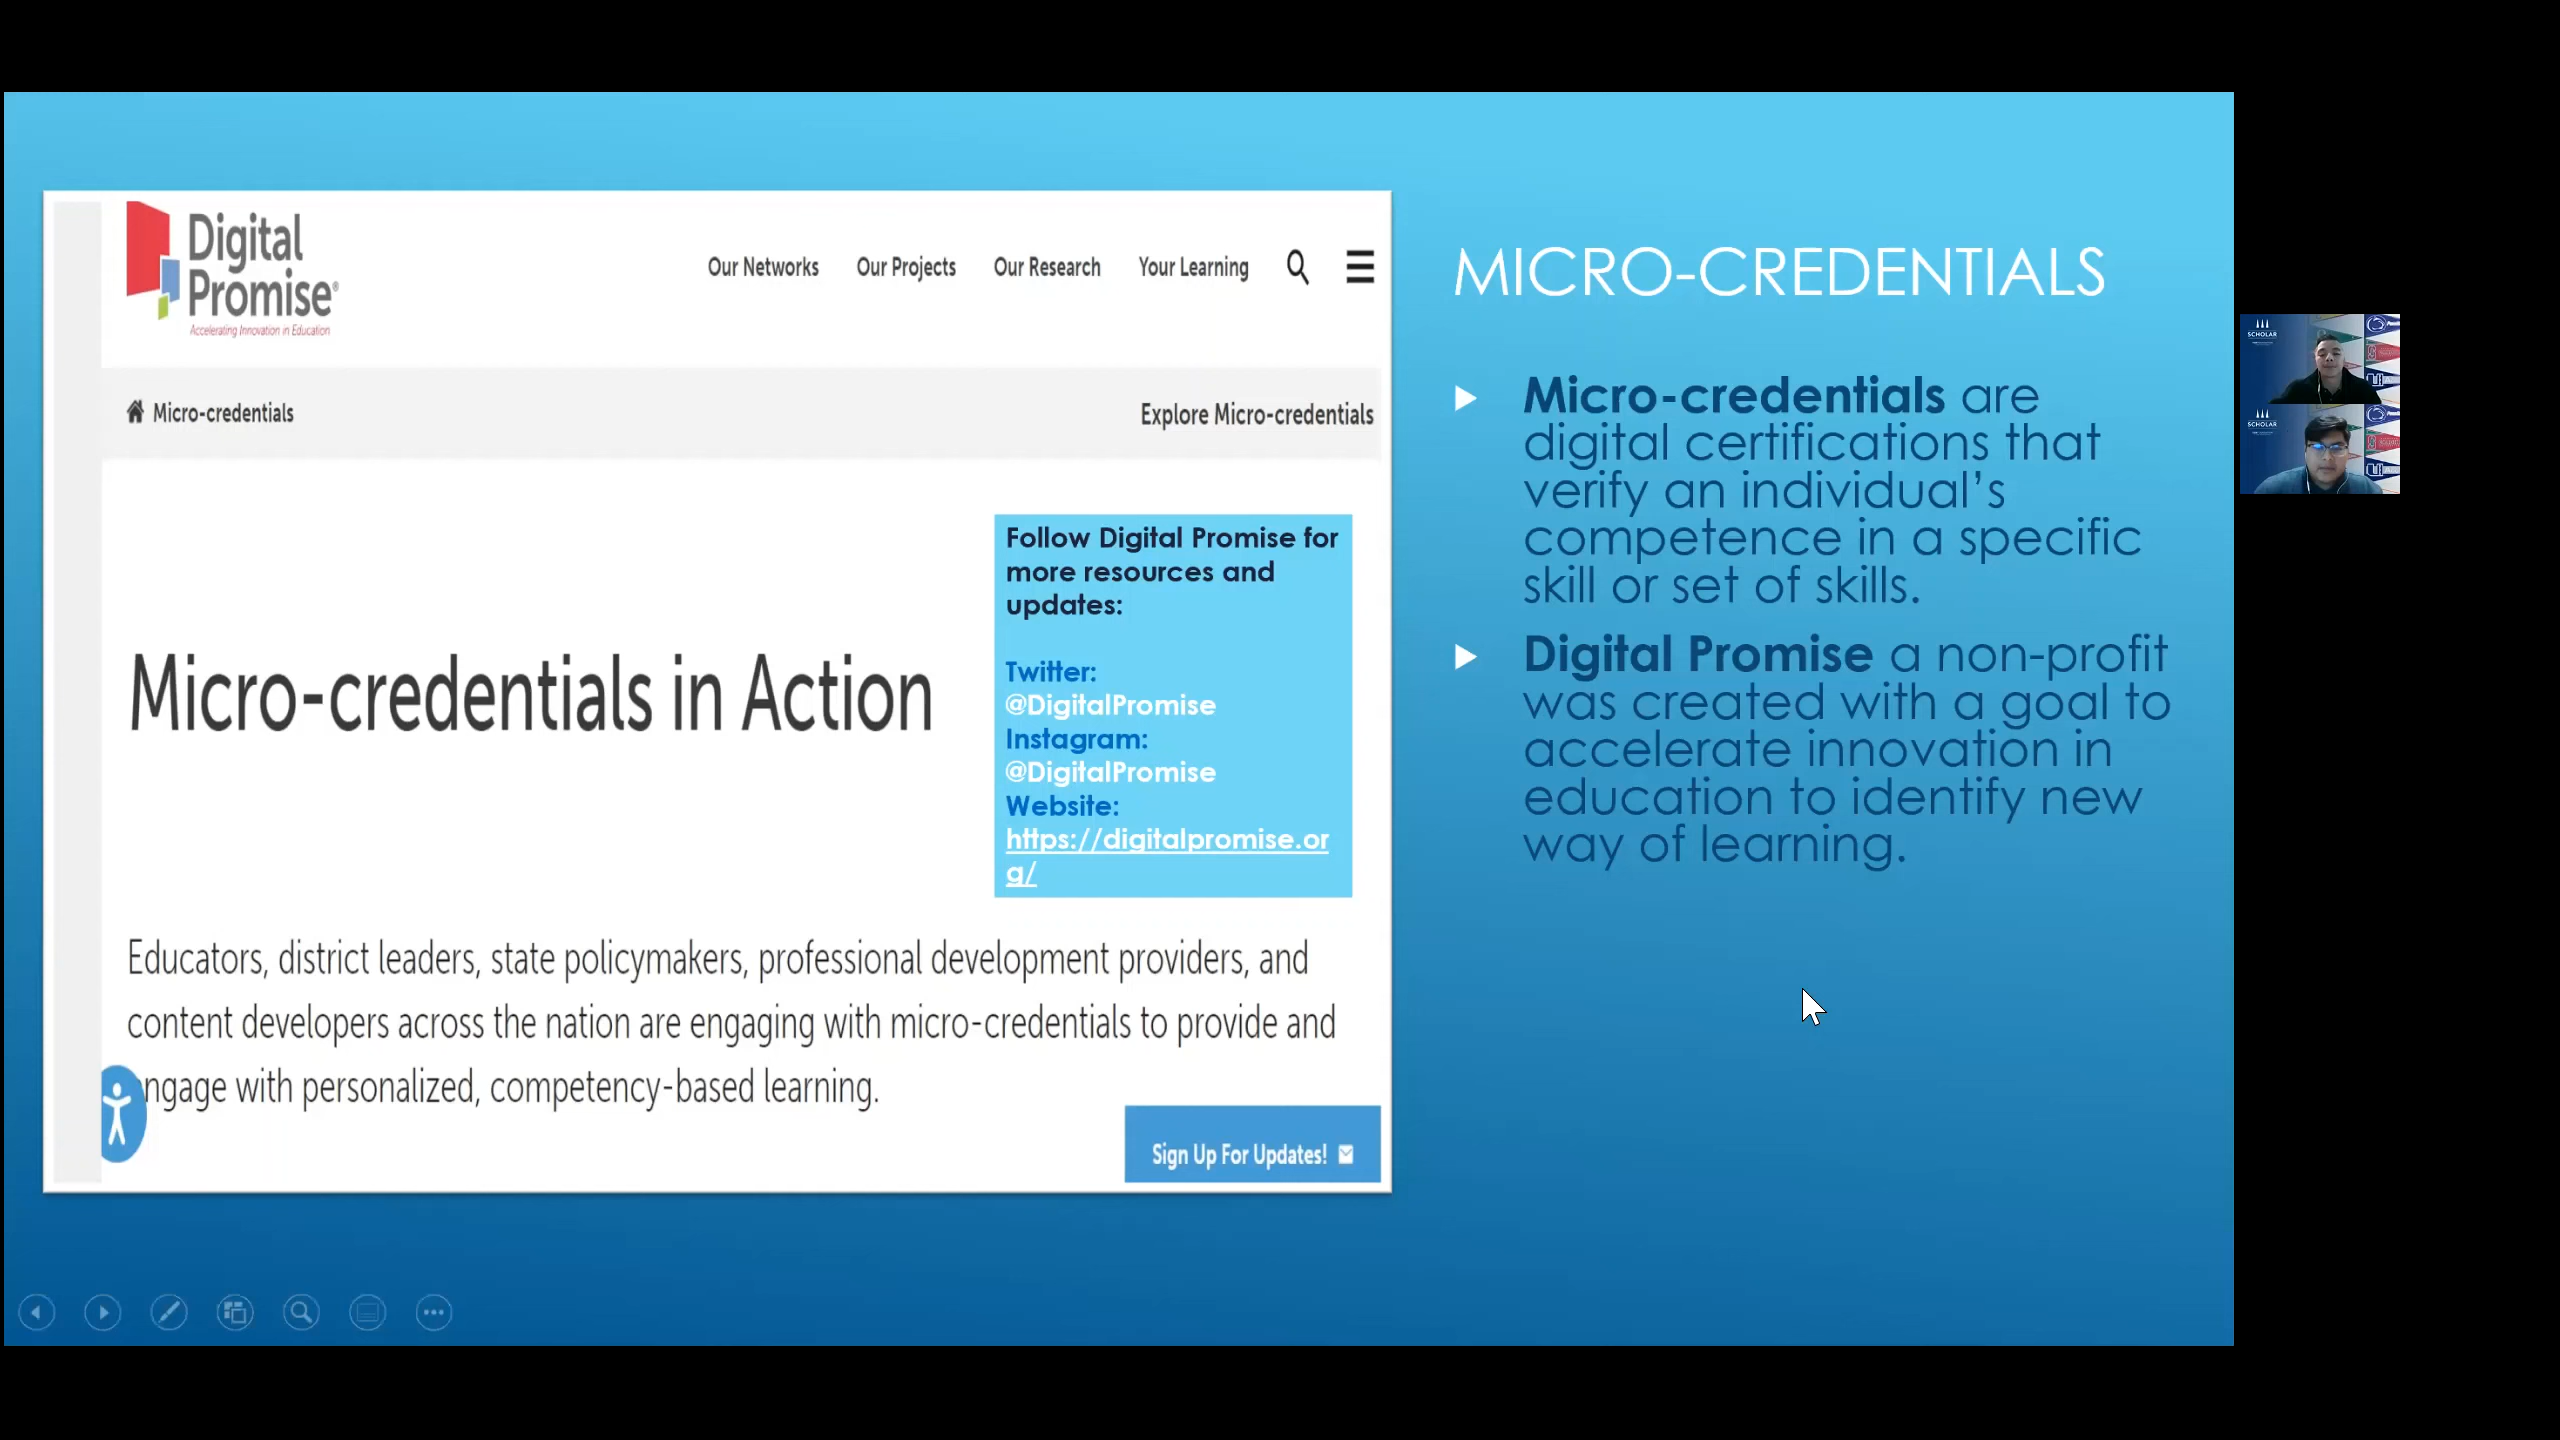 Digital
Promise®
Accelerating Innovation in Education
Our Networks Our Projects Our Research Your Learning
Micro-credentials Explore Micro-credentials
Micro-credentials in Action
Follow Digital Promise for
more resources and
updates:
Twitter:
@DigitalPromise
Instagram:
@DigitalPromise
Website:
https://digitalpromise.or
g/
Educators, district leaders, state policymakers, professional development providers, and
content developers across the nation are engaging with micro-credentials to provide and
ngage with personalized, competency-based learning.
Sign Up For Updates!
MICRO-CREDENTIALS
Micro-credentials are
digital certifications that
verify an individual’s
competence in a specific
skill or set of skills.
Digital Promise a non-profit
was created with a goal to
accelerate innovation in
education to identify new
way of learning.
SCHOLAR
SCHOLAR